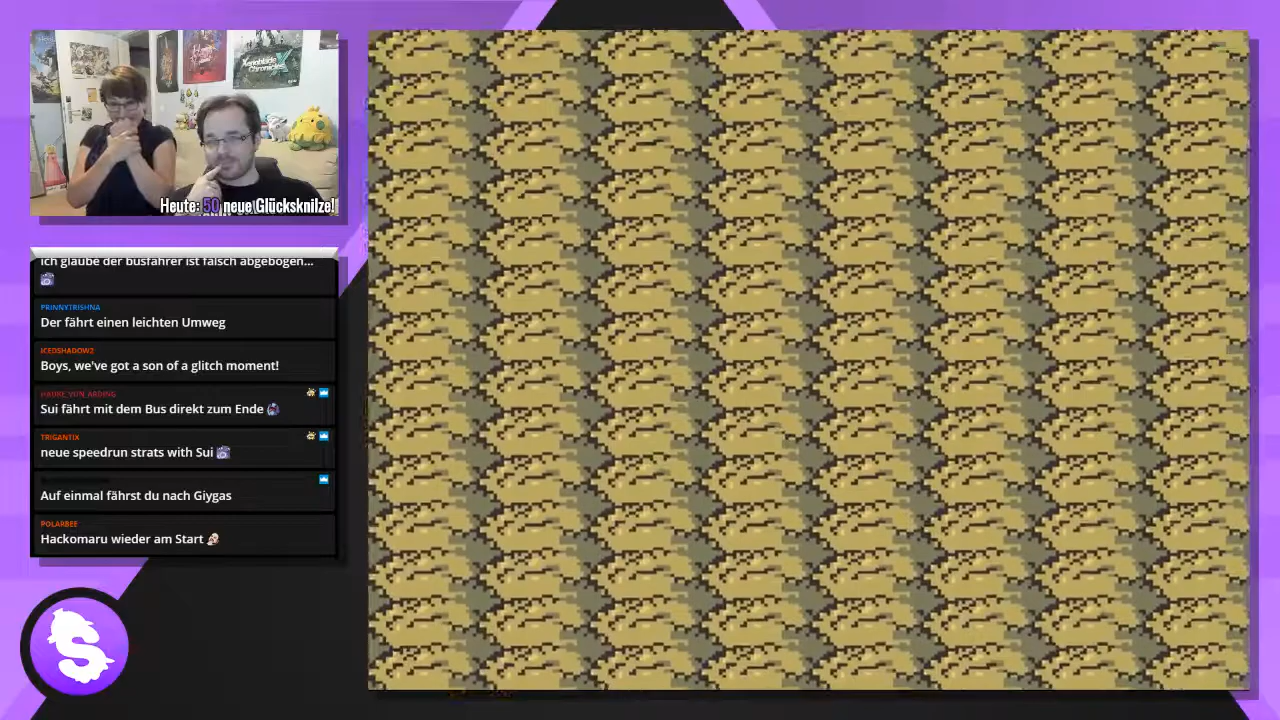 Xenoblade
Chronicles X
Heute: 50 neue Glücksknilze!
ich glaube der busfahrer ist falsch abgebogen...
PRINNYTRISHNA
Der fährt einen leichten Umweg
ICEDSHADOW2
Boys, we've got a son of a glitch moment!
HAUKE_VON_ARDING
Sui fährt mit dem Bus direkt zum Ende
TRIGANTIX
neue speedrun strats with Sui
Auf einmal fährst du nach Giygas
POLARBEE
Hackomaru wieder am Start
S